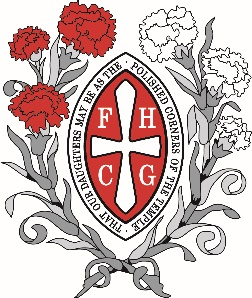 THAT OUR DAUGHTERS MAY BE AS THE · POLISHED CORNERS OF THE TEMPLE ·
F H
C G